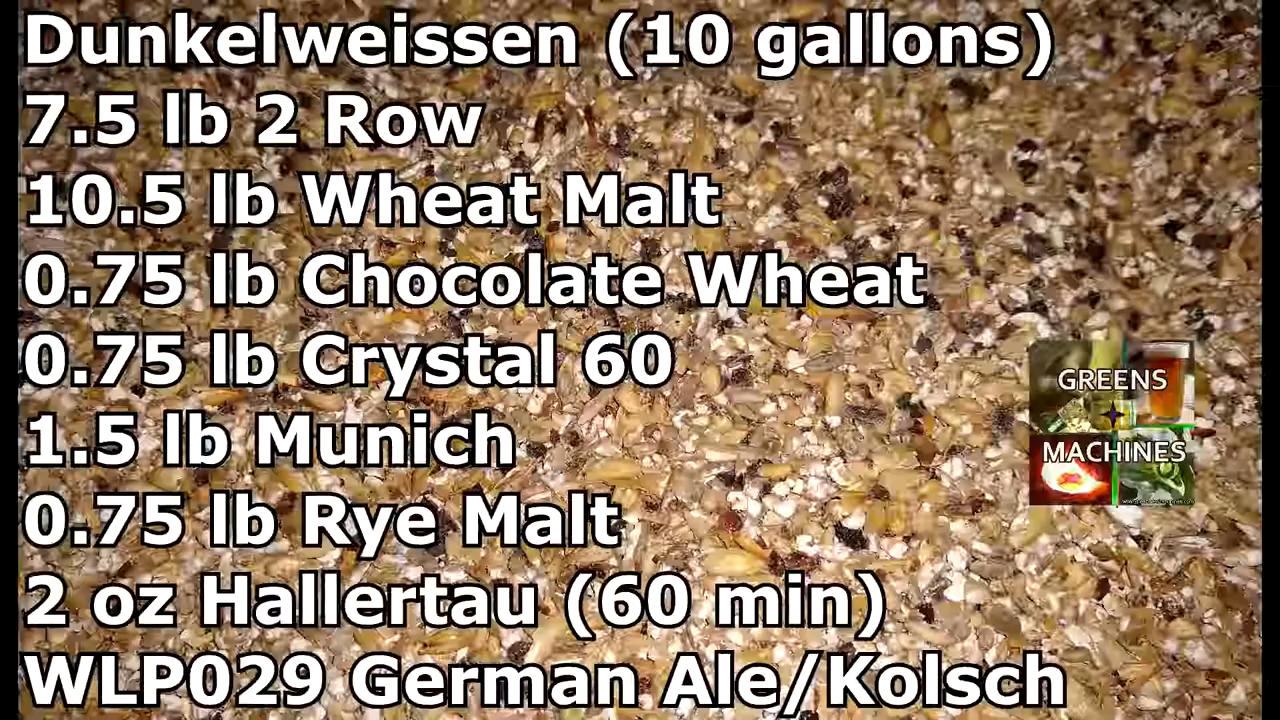 Dunkelweissen (10 gallons)
7.5 lb 2 Row
10.5 lb Wheat Malt
0.75 lb Chocolate Wheat
0.75 lb Crystal 60
1.5 lb Munich
0.75 lb Rye Malt
2 oz Hallertau (60 min)
WLP029 German Ale/Kolsch
GREENS
MACHINES